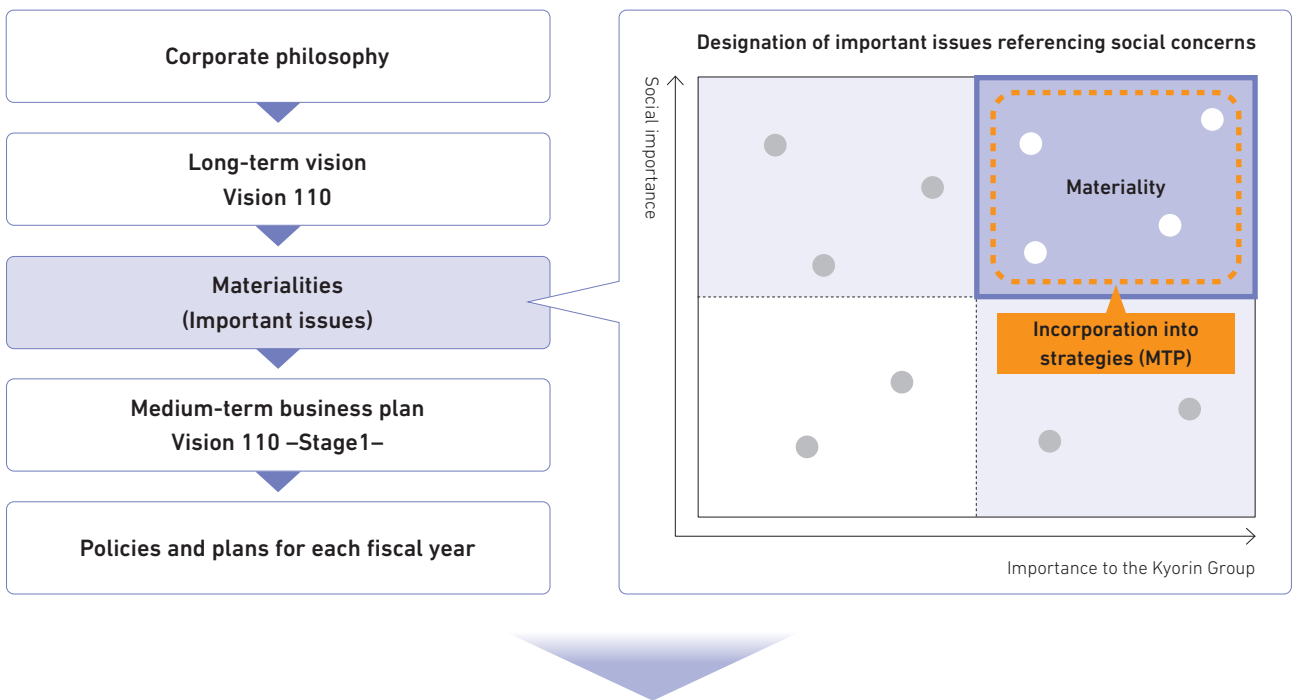 Corporate philosophy
Long-term vision
Vision 110
Materialities
(Important issues)
Medium-term business plan
Vision 110 –Stage1–
Policies and plans for each fiscal year
Designation of important issues referencing social concerns
Social importance
Materiality
Incorporation into
strategies (MTP)
Importance to the Kyorin Group